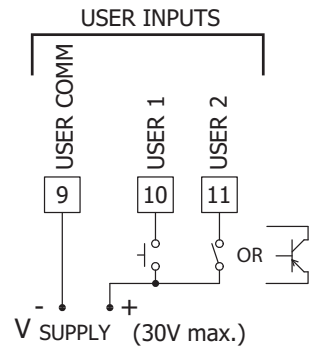 USER INPUTS
USER COMM
USER 1
USER 2
9
10
11
OR
- +
V SUPPLY (30V max.)